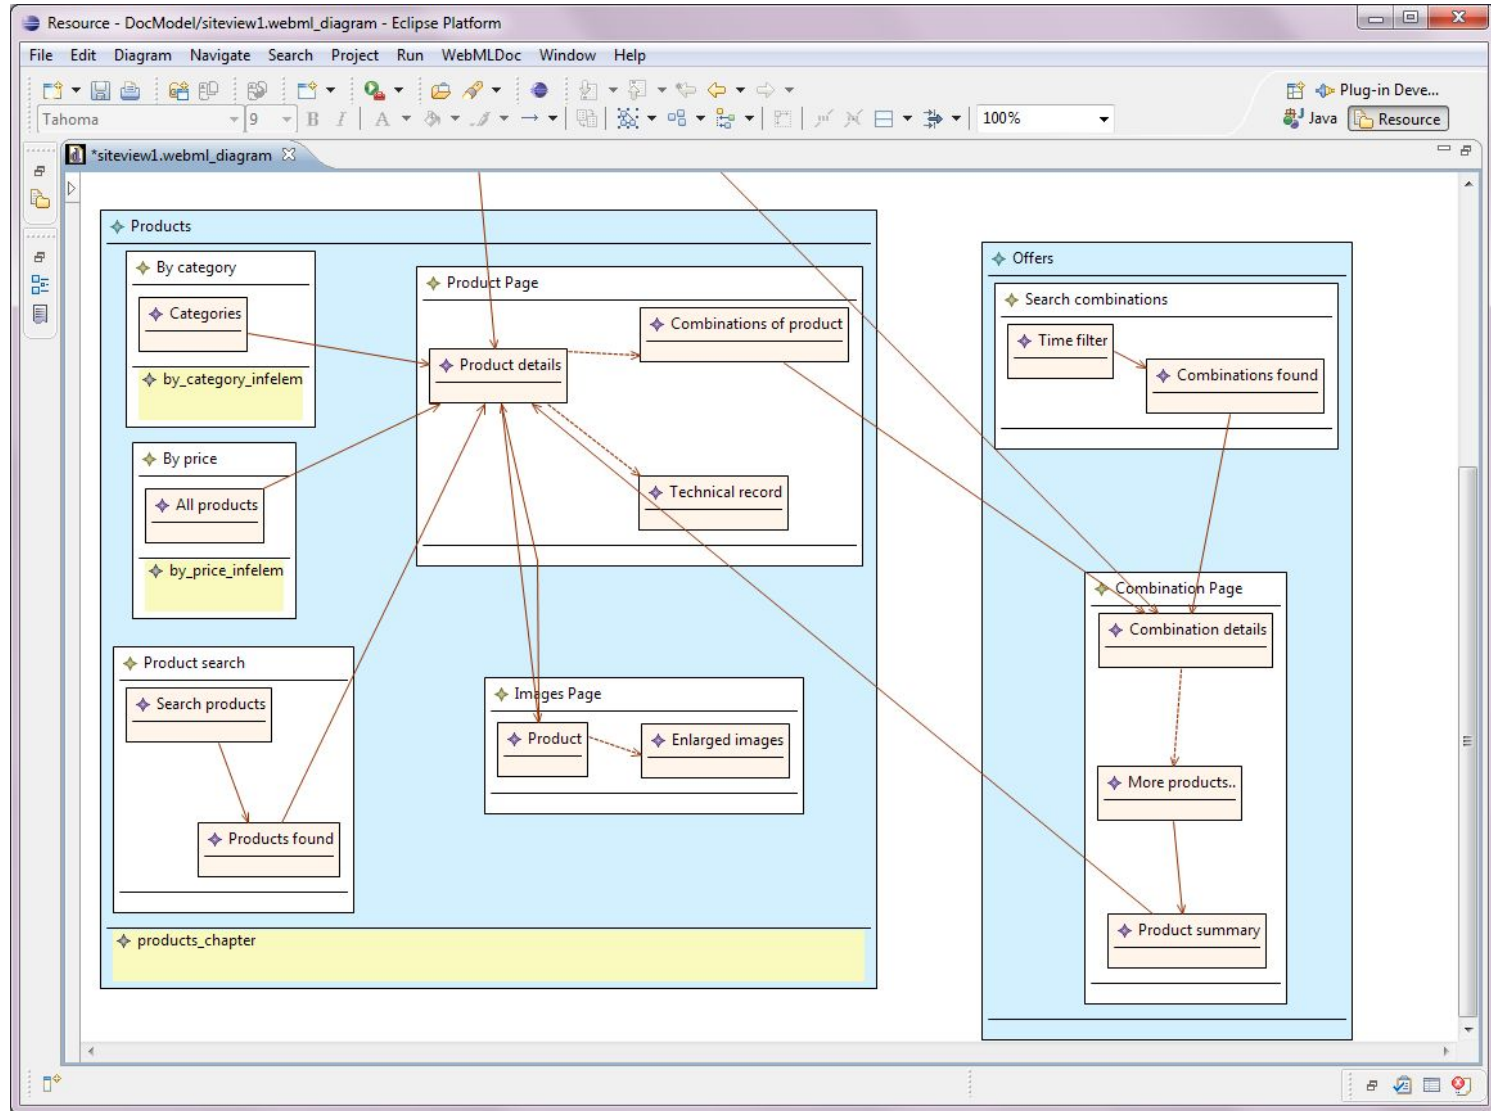 Resource - DocModel/siteview1.webml_diagram - Eclipse Platform
File Edit Diagram Navigate Search Project Run WebMLDoc Window Help
Plug-in Deve...
Tahoma 9 B I A 100% Java Resource
*siteview1.webml_diagram
Products
By category
Categories
by_category_infelem
By price
All products
by_price_infelem
Product search
Search products
Products found
products_chapter
Product Page
Product details
Combinations of product
Technical record
Images Page
Product
Enlarged images
Offers
Search combinations
Time filter
Combinations found
Combination Page
Combination details
More products..
Product summary